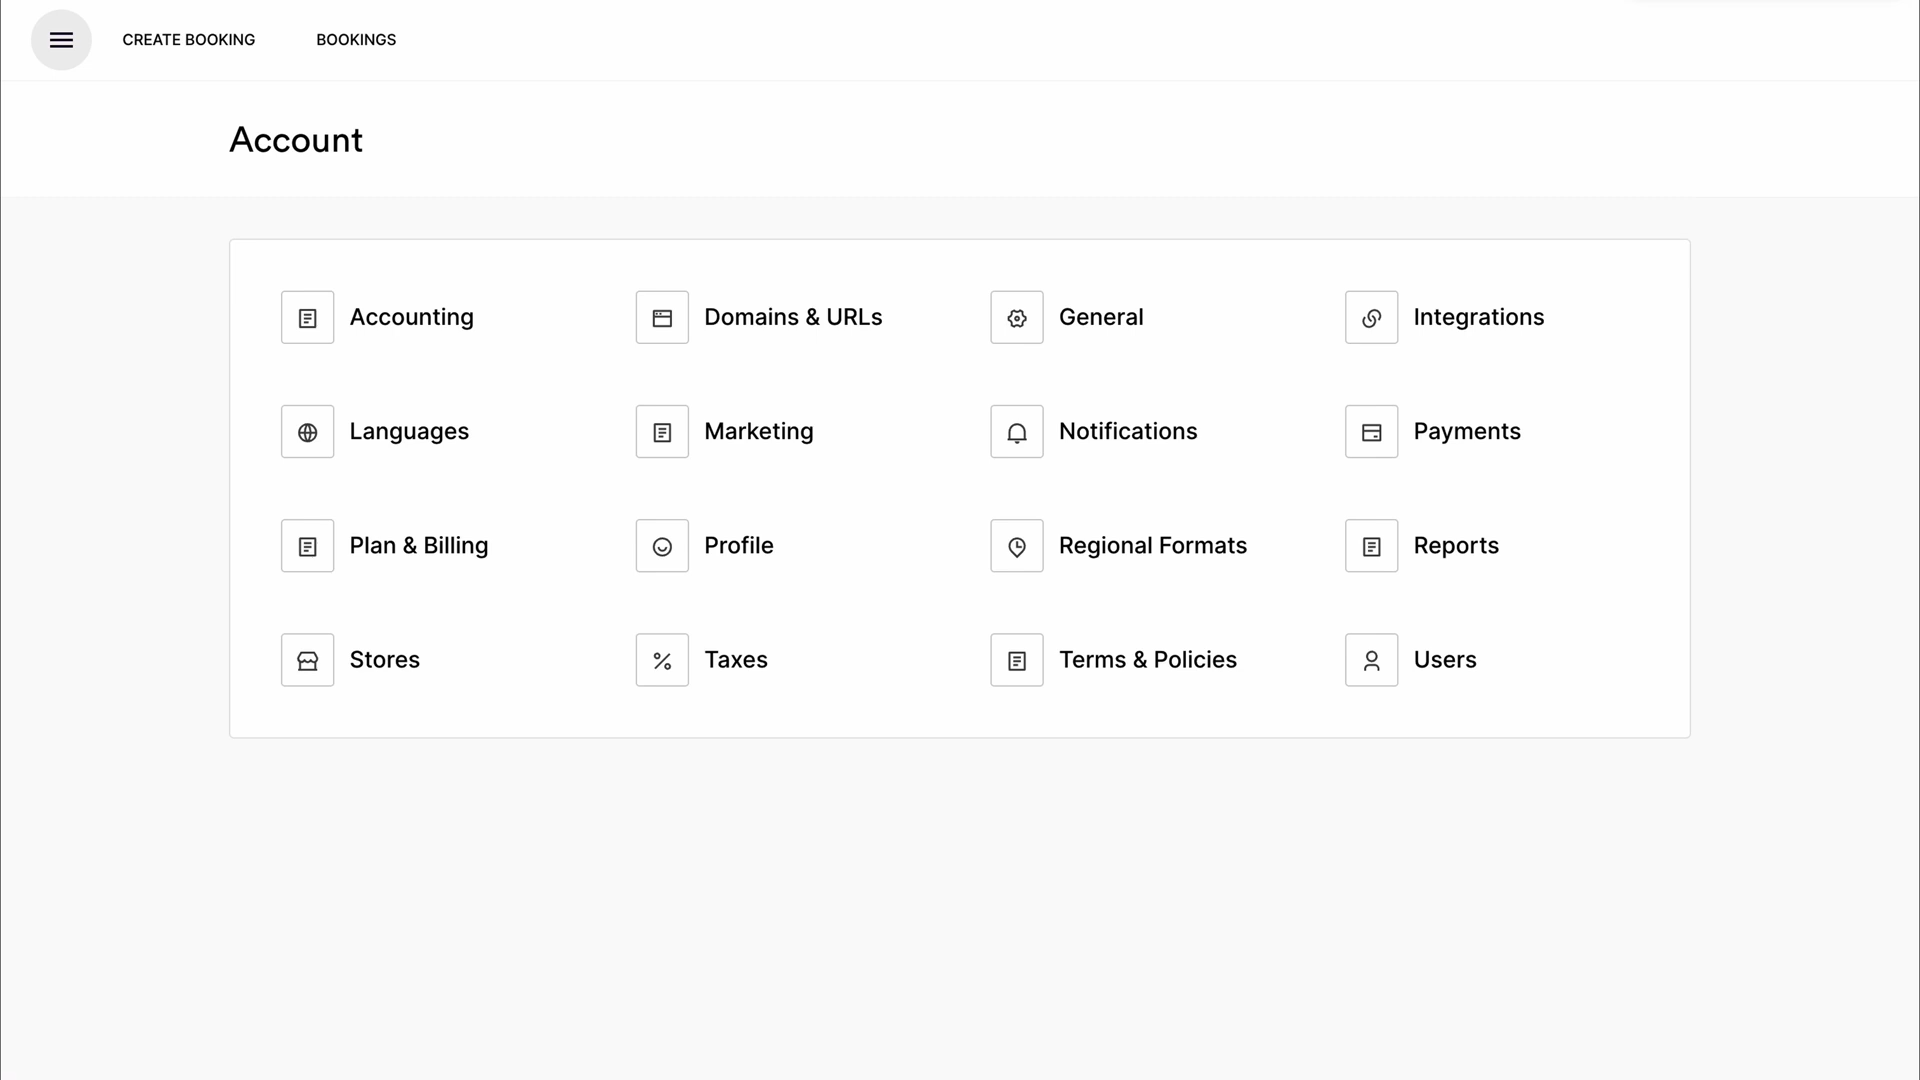 CREATE BOOKING BOOKINGS
Account
Accounting Domains & URLs General Integrations
Languages Marketing Notifications Payments
Plan & Billing Profile Regional Formats Reports
Stores Taxes Terms & Policies Users